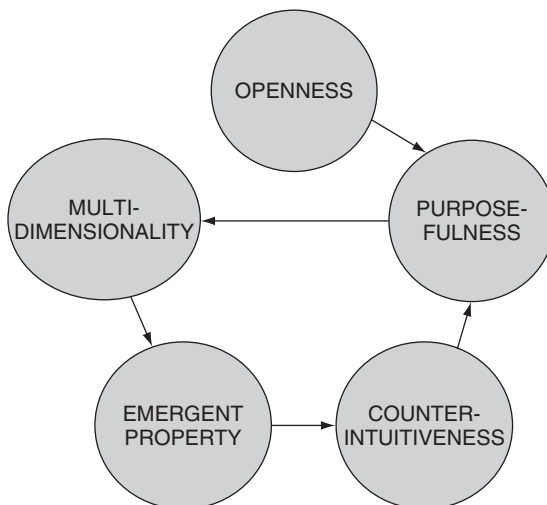 OPENNESS
MULTI-
DIMENSIONALITY
PURPOSE-
FULNESS
EMERGENT
PROPERTY
COUNTER-
INTUITIVENESS